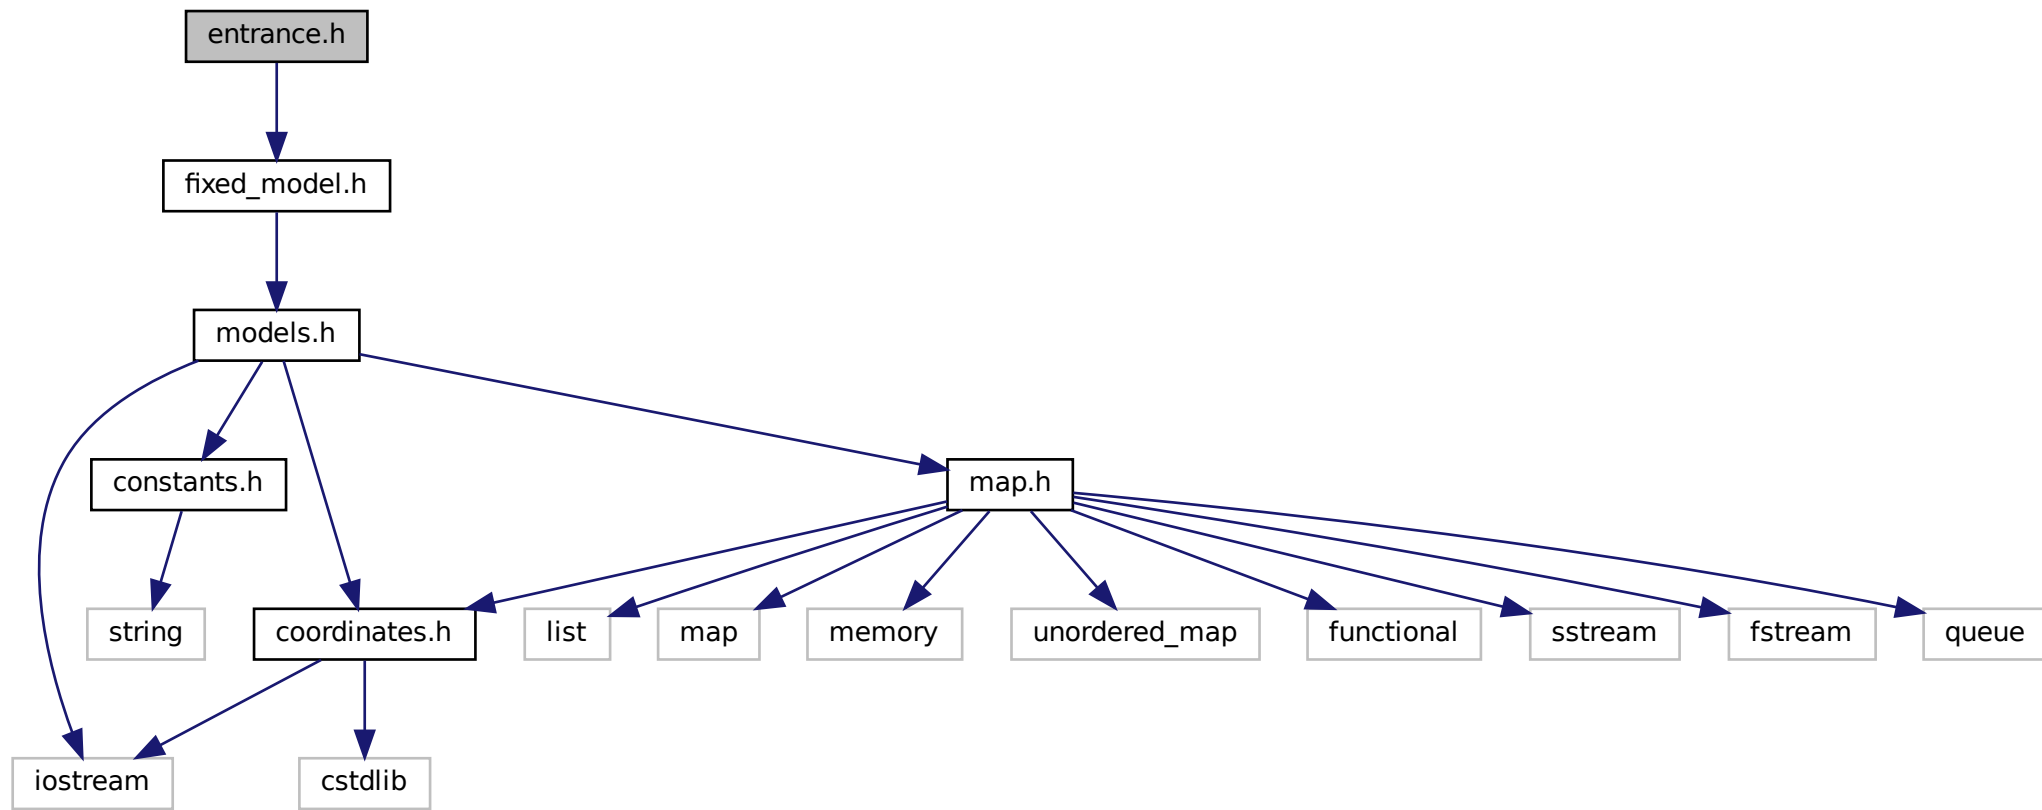 entrance.h
fixed_model.h
models.h
constants.h
map.h
string
coordinates.h
list
map
memory
unordered_map
functional
sstream
fstream
queue
iostream
cstdlib